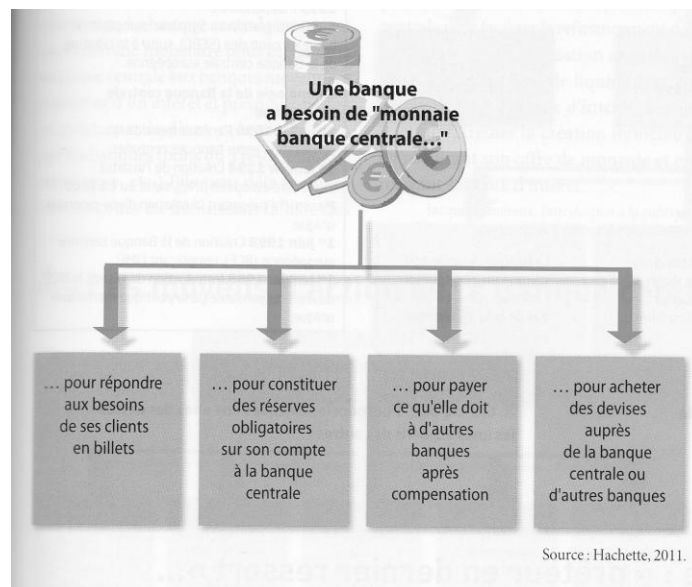 Une banque
a besoin de "monnaie
banque centrale..."
... pour répondre
aux besoins
de ses clients
en billets
... pour constituer
des réserves
obligatoires
sur son compte
à la banque
centrale
... pour payer
ce qu'elle doit
à d'autres
banques
après
compensation
... pour acheter
des devises
auprès
de la banque
centrale ou
d'autres banques
Source : Hachette, 2011.